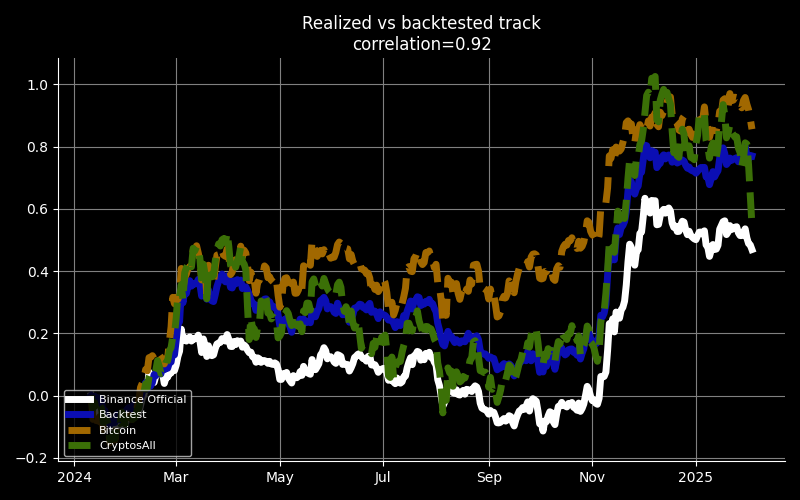 Realized vs backtested track
correlation=0.92
1.0
0.8
0.6
0.4
0.2
0.0
−0.2
Binance Official
Backtest
Bitcoin
CryptosAll
2024 Mar May Jul Sep Nov 2025